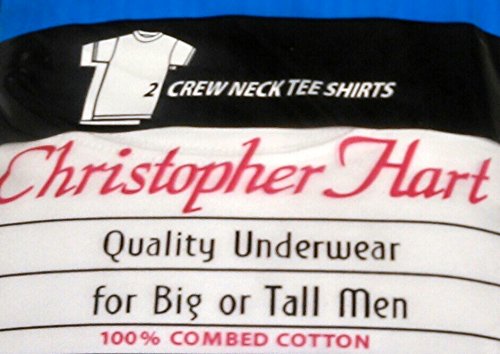 2 CREW NECK TEE SHIRTS
Christopher Hart
Quality Underwear
for Big or Tall Men
100% COMBED COTTON